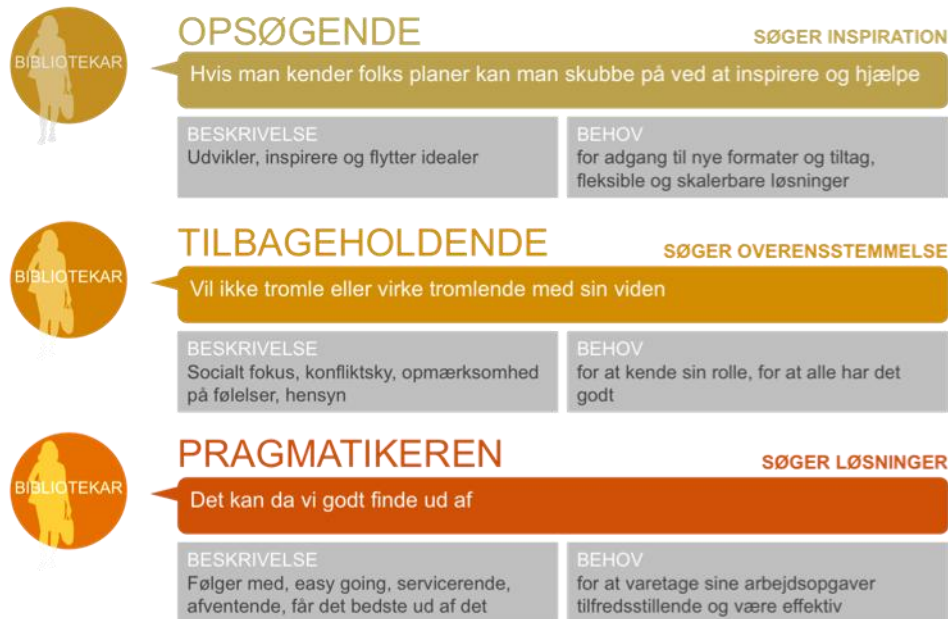 BIBLIOTEKAR
OPSØGENDE
SØGER INSPIRATION
Hvis man kender folks planer kan man skubbe på ved at inspirere og hjælpe
BESKRIVELSE
Udvikler, inspirere og flytter idealer
BEHOV
for adgang til nye formater og tiltag,
fleksible og skalerbare løsninger
BIBLIOTEKAR
TILBAGEHOLDENDE
SØGER OVERENSSTEMMELSE
Vil ikke tromle eller virke tromlende med sin viden
BESKRIVELSE
Socialt fokus, konfliktsky, opmærksomhed
på følelser, hensyn
BEHOV
for at kende sin rolle, for at alle har det
godt
BIBLIOTEKAR
PRAGMATIKEREN
SØGER LØSNINGER
Det kan da vi godt finde ud af
BESKRIVELSE
Følger med, easy going, servicerende,
afventende, får det bedste ud af det
BEHOV
for at varetage sine arbejdsopgaver
tilfredsstillende og være effektiv